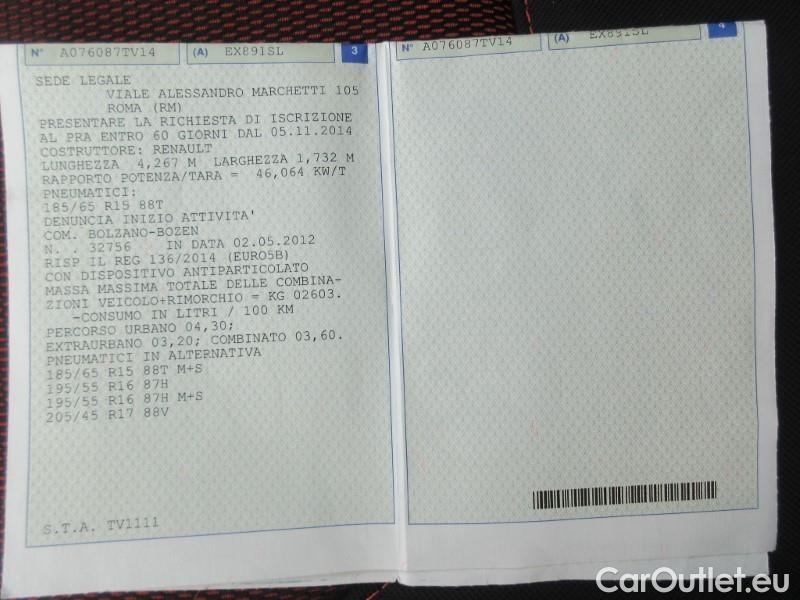 N° A076087TV14 (A) EX891SL 3
SEDE LEGALE
VIALE ALESSANDRO MARCHETTI 105
ROMA (RM)
PRESENTARE LA RICHIESTA DI ISCRIZIONE
AL PRA ENTRO 60 GIORNI DAL 05.11.2014
COSTRUTTORE: RENAULT
LUNGHEZZA 4,267 M LARGHEZZA 1,732 M
RAPPORTO POTENZA/TARA = 46,064 KW/T
PNEUMATICI:
185/65 R15 88T
DENUNCIA INIZIO ATTIVITA'
COM. BOLZANO-BOZEN
N. . 32756 IN DATA 02.05.2012
RISP IL REG 136/2014 (EURO5B)
CON DISPOSITIVO ANTIPARTICOLATO
MASSA MASSIMA TOTALE DELLE COMBINA-
ZIONI VEICOLO+RIMORCHIO = KG 02603.
-CONSUMO IN LITRI / 100 KM
PERCORSO URBANO 04,30;
EXTRAURBANO 03,20; COMBINATO 03,60.
PNEUMATICI IN ALTERNATIVA
185/65 R15 88T M+S
195/55 R16 87H
195/55 R16 87H M+S
205/45 R17 88V
S.T.A. TV1111
N° A076087TV14 (A) EX891SL 4
CarOutlet.eu